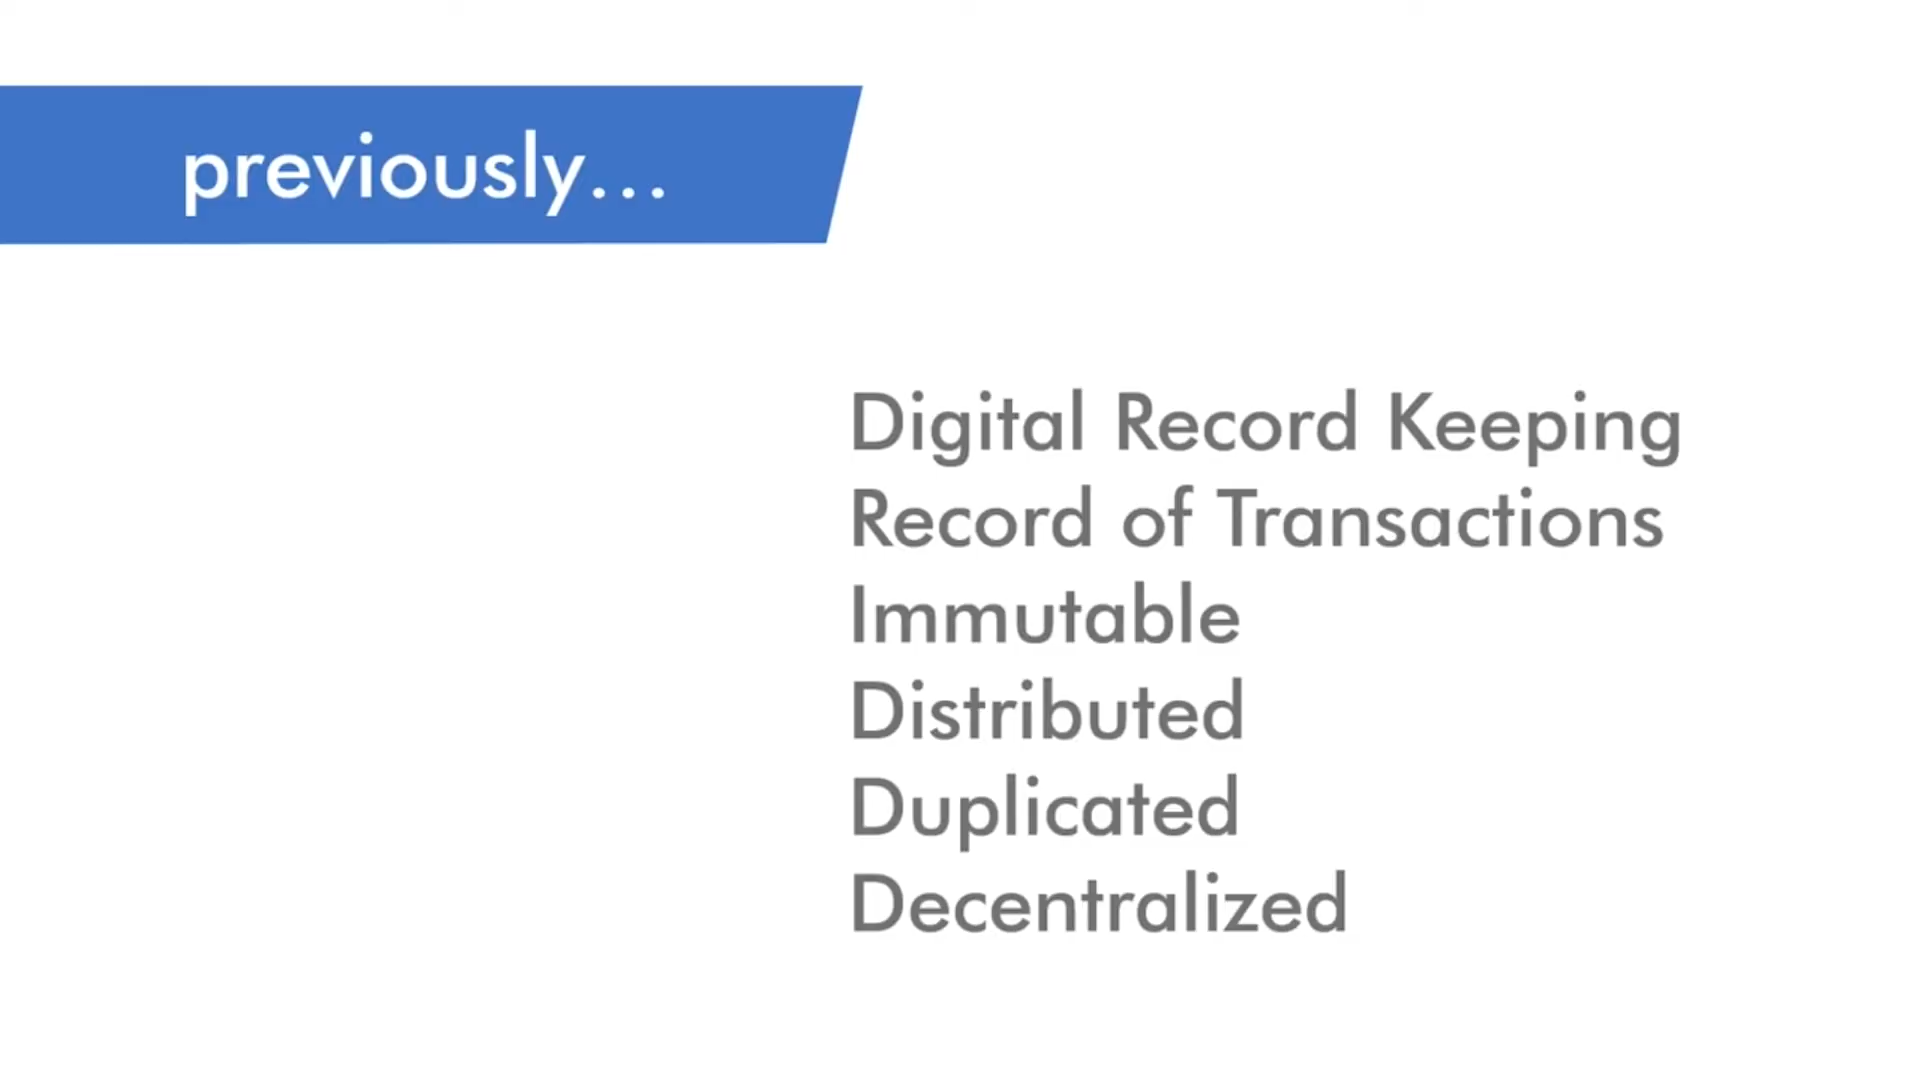 previously...
Digital Record Keeping
Record of Transactions
Immutable
Distributed
Duplicated
Decentralized